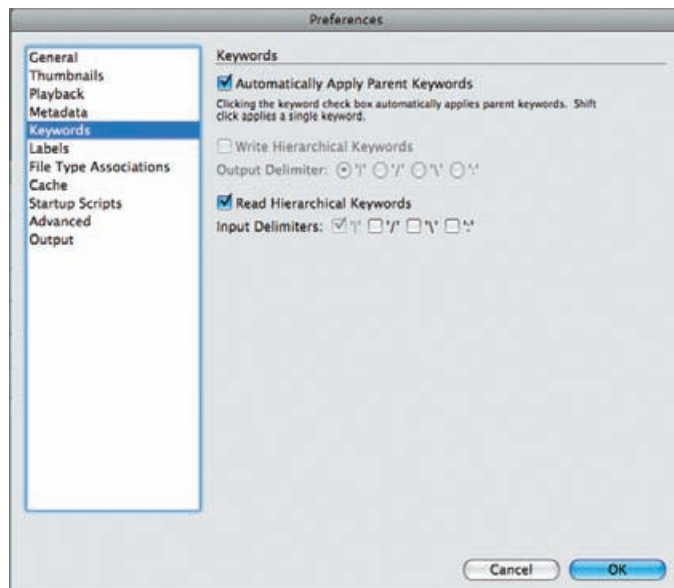 Preferences
General
Thumbnails
Playback
Metadata
Keywords
Labels
File Type Associations
Cache
Startup Scripts
Advanced
Output
Keywords
Automatically Apply Parent Keywords
Clicking the keyword check box automatically applies parent keywords. Shift
click applies a single keyword.
Write Hierarchical Keywords
Output Delimiter: '|' '/' '\' ':'
Read Hierarchical Keywords
Input Delimiters: '|' '/' '\' ':'
Cancel OK